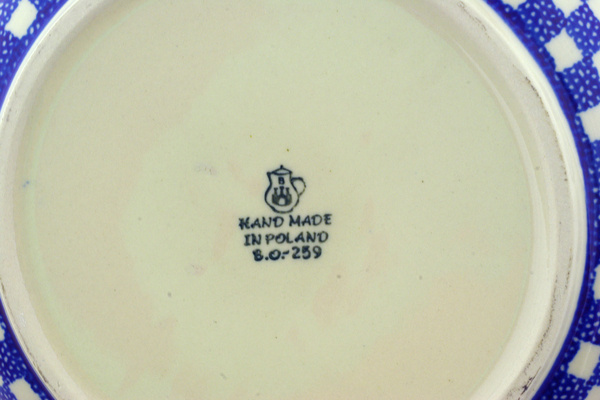 B
HAND MADE
IN POLAND
B.O.-259